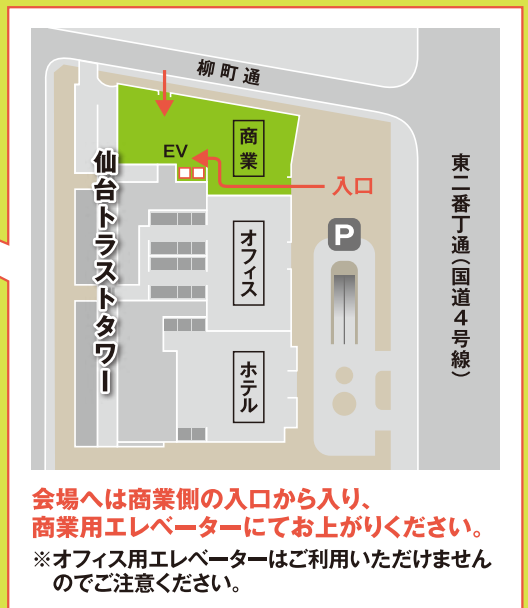 柳町通
商業
EV
入口
仙台トラストタワー
P
オフィス
東二番丁通（国道4号線）
ホテル
会場へは商業側の入口から入り、
商業用エレベーターにてお上がりください。
※オフィス用エレベーターはご利用いただけません
のでご注意ください。